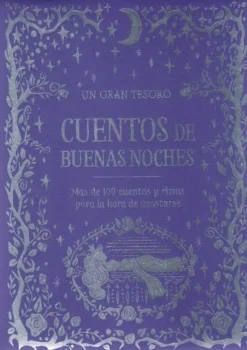 UN GRAN TESORO
CUENTOS DE
BUENAS NOCHES
Más de 100 cuentos y rimas
para la hora de acostarse